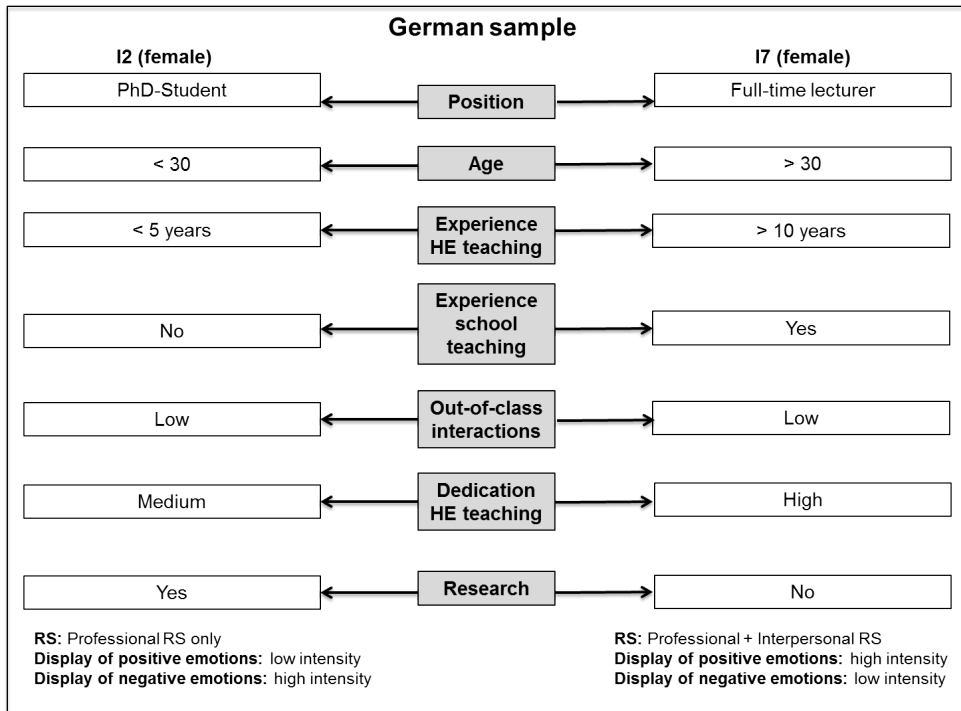 German sample
I2 (female)
I7 (female)
PhD-Student
Position
Full-time lecturer
< 30
Age
> 30
< 5 years
Experience
HE teaching
> 10 years
No
Experience
school
teaching
Yes
Low
Out-of-class
interactions
Low
Medium
Dedication
HE teaching
High
Yes
Research
No
RS: Professional RS only
Display of positive emotions: low intensity
Display of negative emotions: high intensity
RS: Professional + Interpersonal RS
Display of positive emotions: high intensity
Display of negative emotions: low intensity